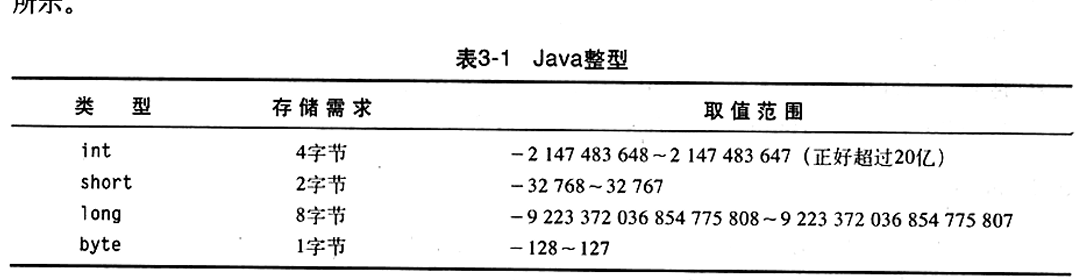 所示。
表3-1 Java整型
类 型 存储需求 取值范围
int 4字节 －2 147 483 648～2 147 483 647（正好超过20亿）
short 2字节 －32 768～32 767
long 8字节 －9 223 372 036 854 775 808～9 223 372 036 854 775 807
byte 1字节 －128～127